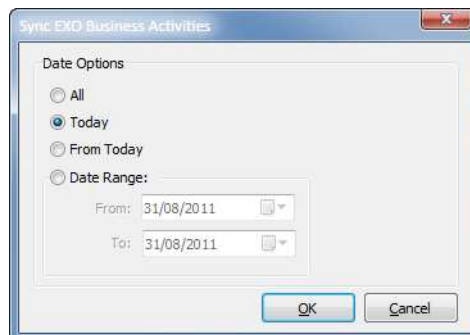 Sync EXO Business Activities
Date Options
All
Today
From Today
Date Range:
From: 31/08/2011
To: 31/08/2011
OK Cancel